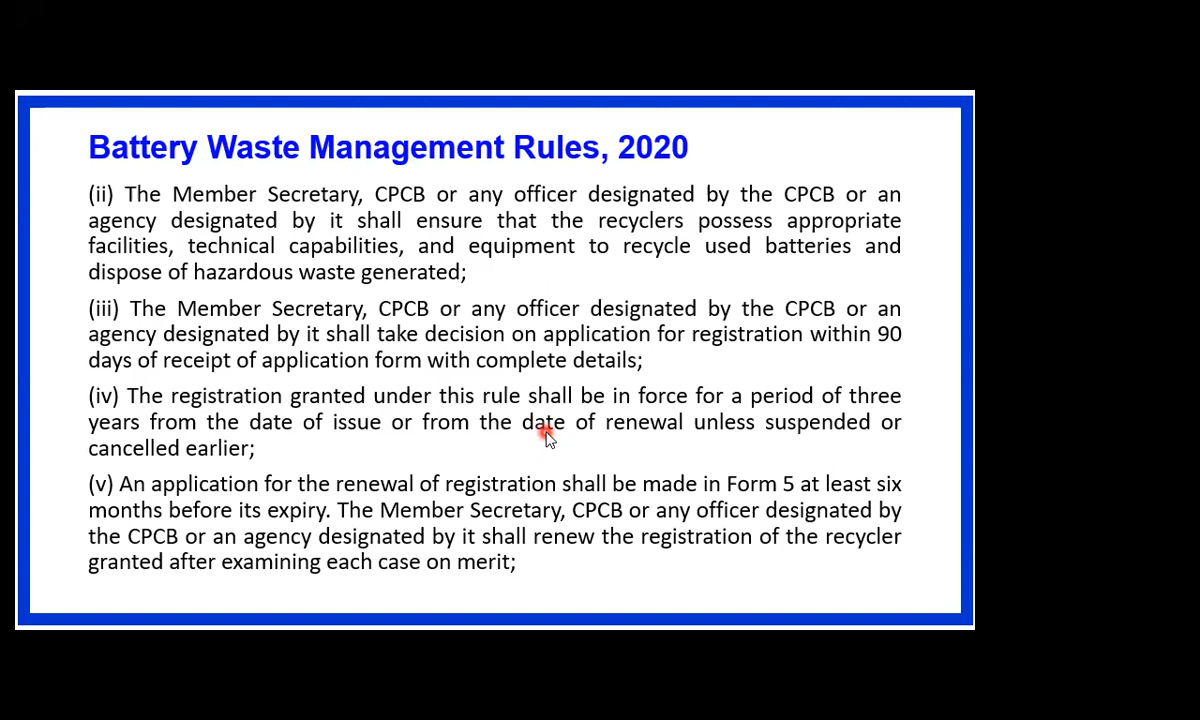 Battery Waste Management Rules, 2020
(ii) The Member Secretary, CPCB or any officer designated by the CPCB or an
agency designated by it shall ensure that the recyclers possess appropriate
facilities, technical capabilities, and equipment to recycle used batteries and
dispose of hazardous waste generated;
(iii) The Member Secretary, CPCB or any officer designated by the CPCB or an
agency designated by it shall take decision on application for registration within 90
days of receipt of application form with complete details;
(iv) The registration granted under this rule shall be in force for a period of three
years from the date of issue or from the date of renewal unless suspended or
cancelled earlier;
(v) An application for the renewal of registration shall be made in Form 5 at least six
months before its expiry. The Member Secretary, CPCB or any officer designated by
the CPCB or an agency designated by it shall renew the registration of the recycler
granted after examining each case on merit;